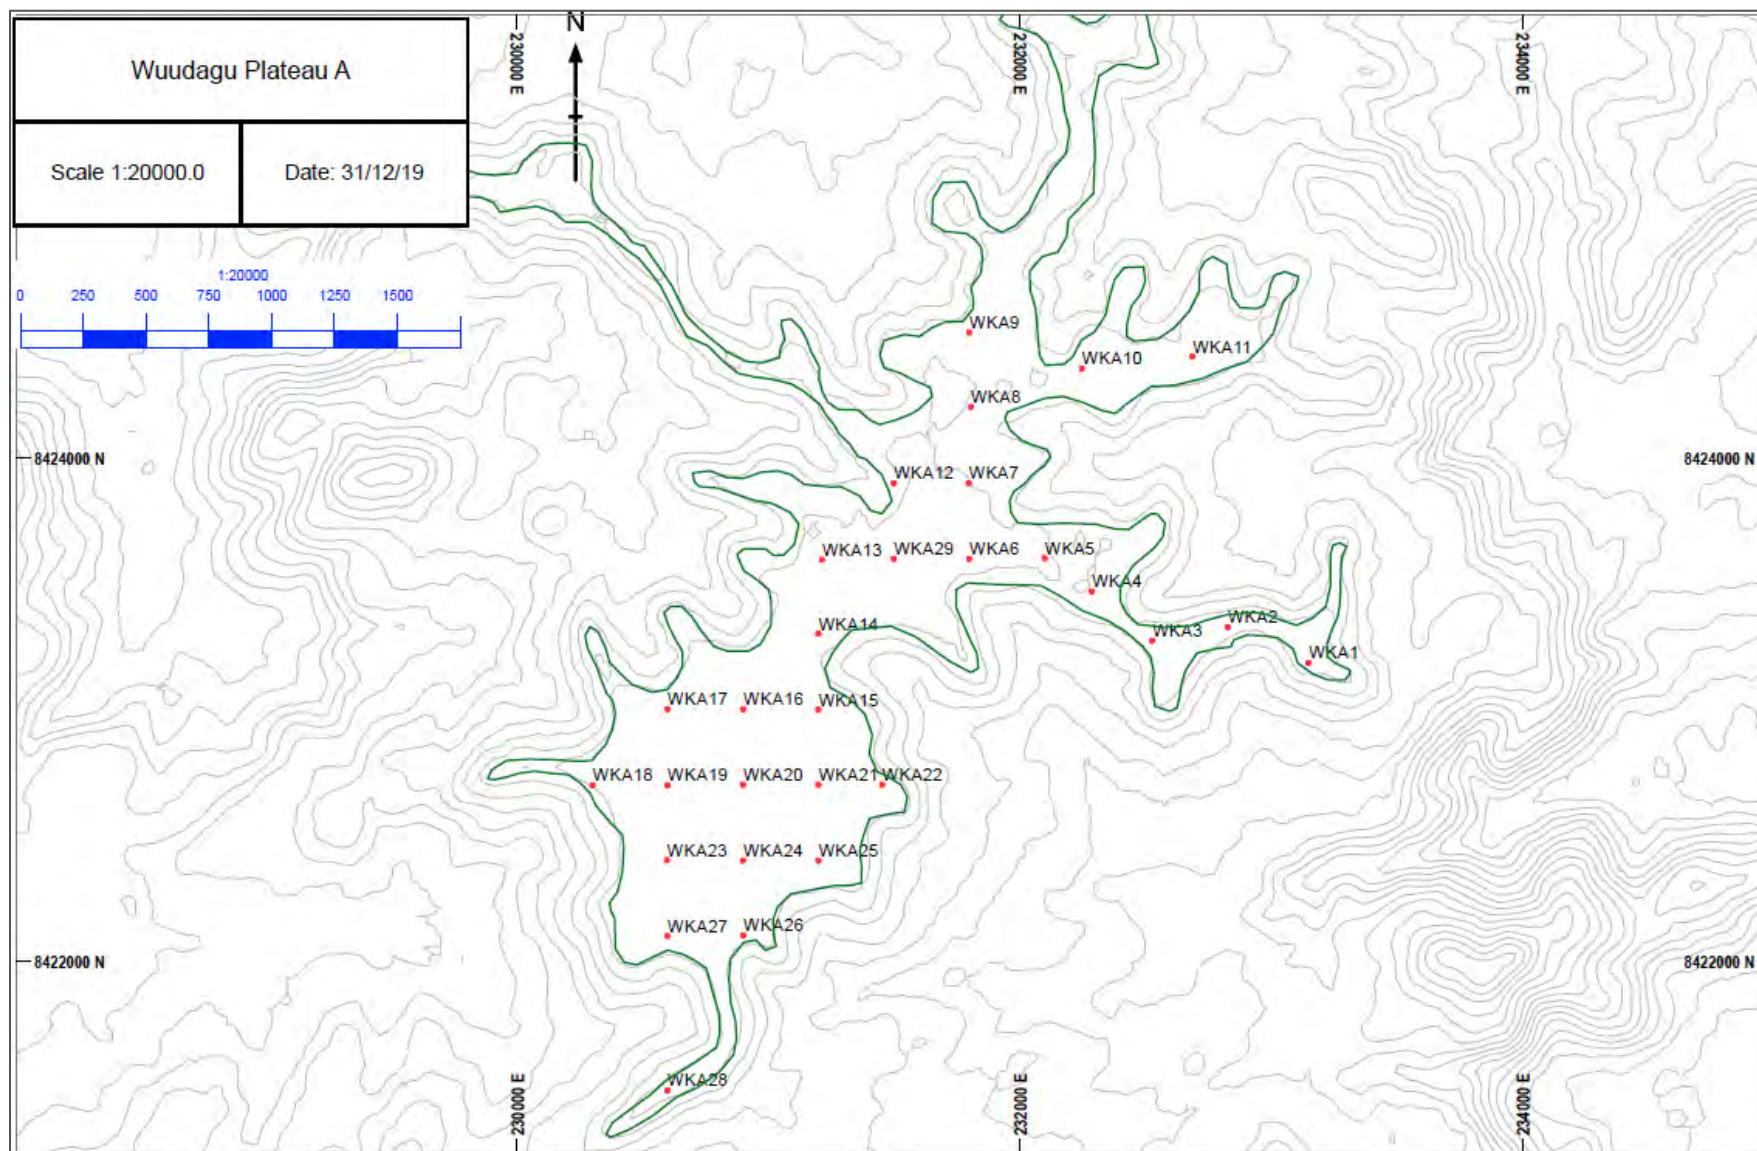 Wuudagu Plateau A
Scale 1:20000.0
Date: 31/12/19
N
230000 E
232000 E
234000 E
1:20000
0 250 500 750 1000 1250 1500
WKA9
WKA10
WKA11
WKA8
8424000 N
8424000 N
WKA12
WKA7
WKA13
WKA29
WKA6
WKA5
WKA4
WKA14
WKA3
WKA2
WKA1
WKA17
WKA16
WKA15
WKA18
WKA19
WKA20
WKA21
WKA22
WKA23
WKA24
WKA25
WKA27
WKA26
8422000 N
8422000 N
WKA28
230000 E
232000 E
234000 E